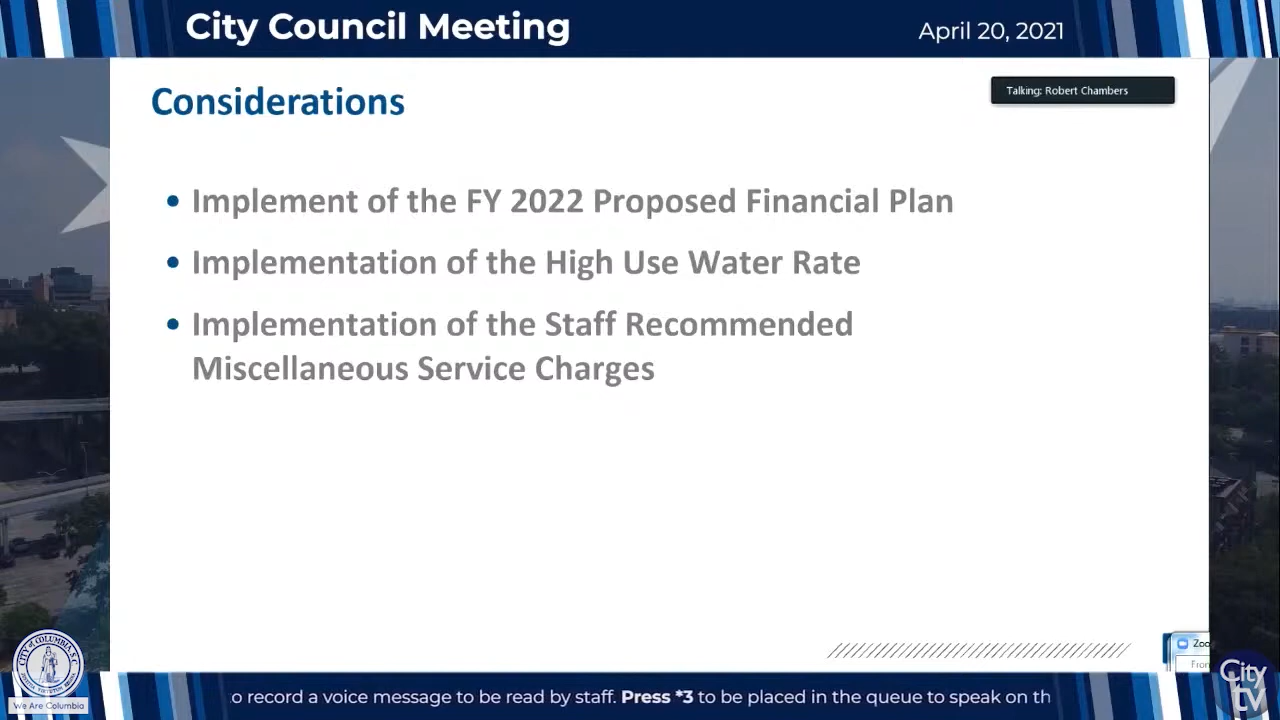 City Council Meeting
April 20, 2021
Considerations
Talking: Robert Chambers
• Implement of the FY 2022 Proposed Financial Plan
• Implementation of the High Use Water Rate
• Implementation of the Staff Recommended
Miscellaneous Service Charges
CITY OF COLUMBIA, S.C.
We Are Columbia
o record a voice message to be read by staff. Press *3 to be placed in the queue to speak on th
City
tv